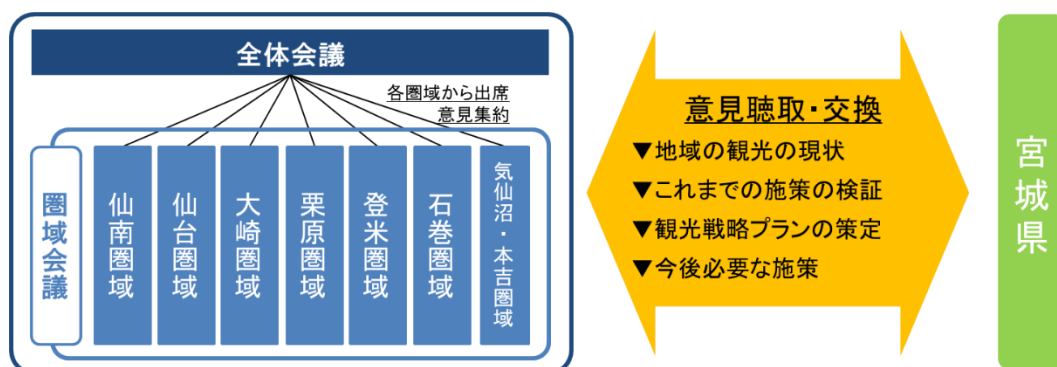 全体会議
各圏域から出席
意見集約
圏域会議
仙南圏域
仙台圏域
大崎圏域
栗原圏域
登米圏域
石巻圏域
気仙沼・本吉圏域
意見聴取・交換
▼地域の観光の現状
▼これまでの施策の検証
▼観光戦略プランの策定
▼今後必要な施策
宮城県